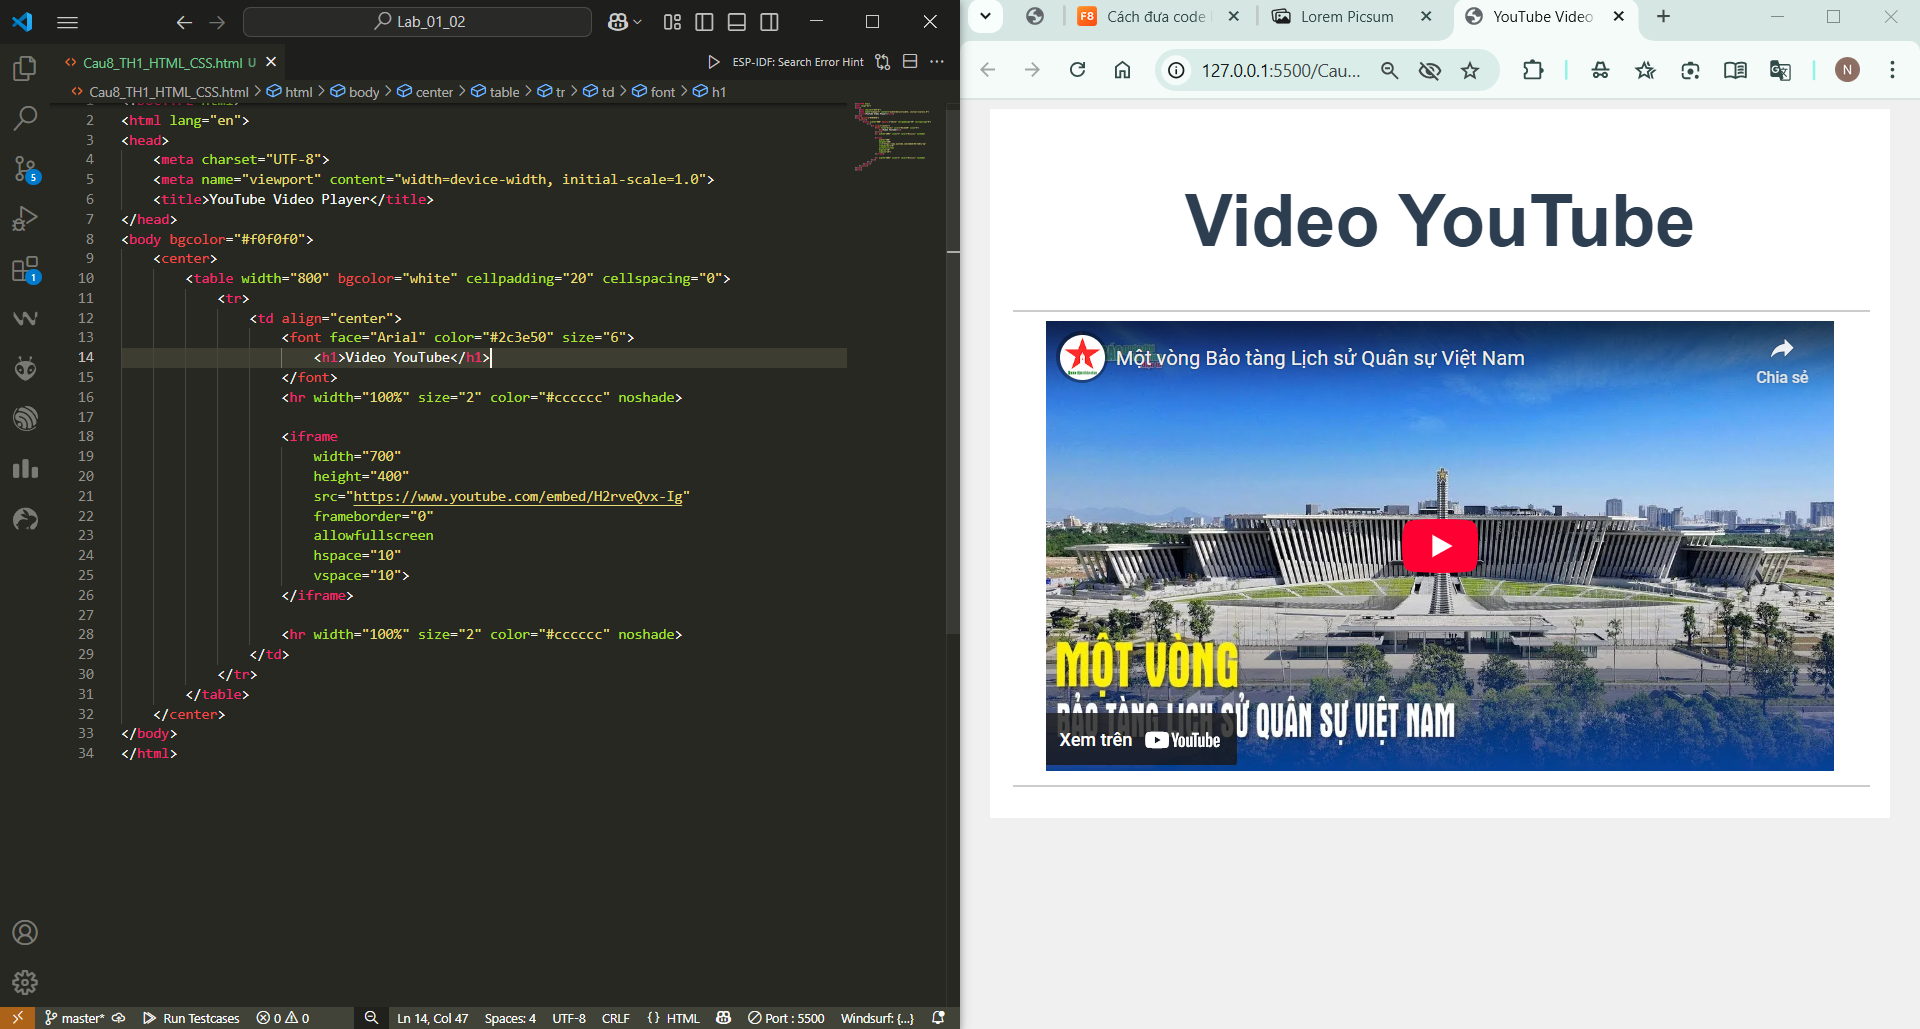 Lab_01_02
Cau8_TH1_HTML_CSS.html U
ESP-IDF: Search Error Hint
Cau8_TH1_HTML_CSS.html > html > body > center > table > tr > td > font > h1
2 <html lang="en">
3 <head>
4 <meta charset="UTF-8">
5 <meta name="viewport" content="width=device-width, initial-scale=1.0">
6 <title>YouTube Video Player</title>
7 </head>
8 <body bgcolor="#f0f0f0">
9 <center>
10 <table width="800" bgcolor="white" cellpadding="20" cellspacing="0">
11 <tr>
12 <td align="center">
13 <font face="Arial" color="#2c3e50" size="6">
14 <h1>Video YouTube</h1>
15 </font>
16 <hr width="100%" size="2" color="#cccccc" noshade>
17
18 <iframe
19 width="700"
20 height="400"
21 src="https://www.youtube.com/embed/H2rveQvx-Ig"
22 frameborder="0"
23 allowfullscreen
24 hspace="10"
25 vspace="10">
26 </iframe>
27
28 <hr width="100%" size="2" color="#cccccc" noshade>
29 </td>
30 </tr>
31 </table>
32 </center>
33 </body>
34 </html>
5
1
master* Run Testcases 0 0 Ln 14, Col 47 Spaces: 4 UTF-8 CRLF {} HTML Port : 5500 Windsurf: {...}
F8 Cách đưa code
Lorem Picsum
YouTube Video
127.0.0.1:5500/Cau...
N
Video YouTube
Một vòng Bảo tàng Lịch sử Quân sự Việt Nam
Chia sẻ
MỘT VÒNG
BẢO TÀNG LỊCH SỬ QUÂN SỰ VIỆT NAM
Xem trên YouTube